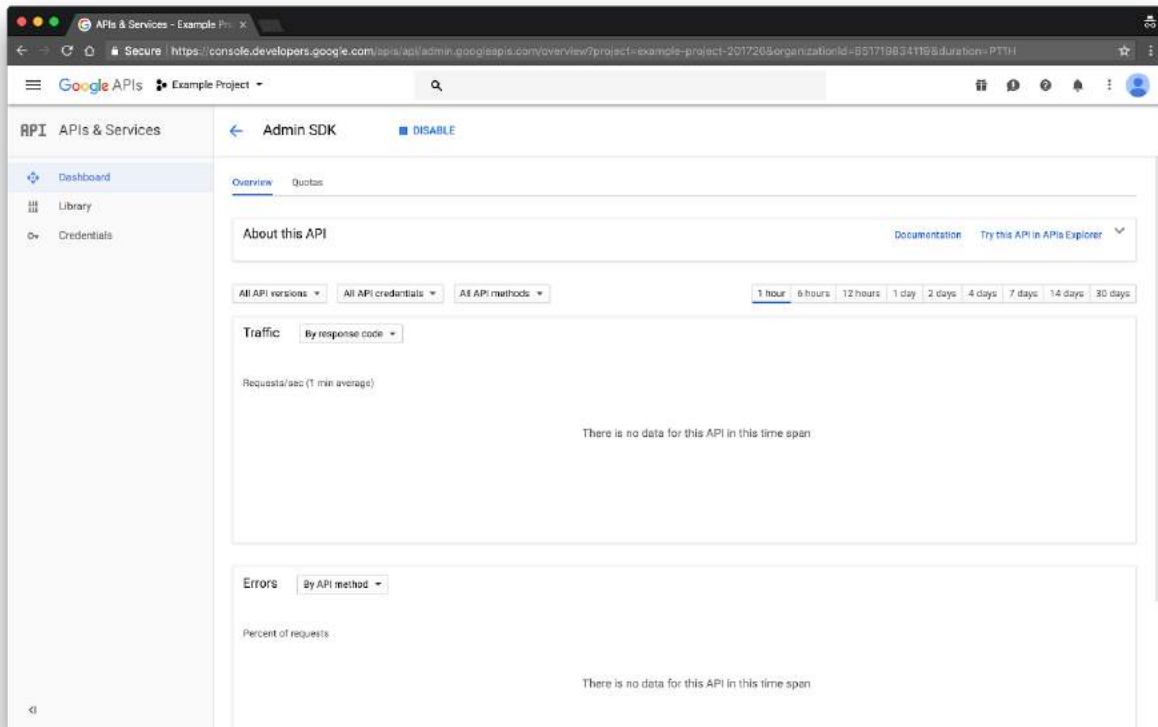 APIs & Services - Example Pr
Secure https://console.developers.google.com/apis/api/admin.googleapis.com/overview?project=example-project-201720&organizationId=651719834119&duration=PT1H
Google APIs Example Project
API APIs & Services
Admin SDK
DISABLE
Dashboard
Library
Credentials
Overview Quotas
About this API
Documentation Try this API in APIs Explorer
All API versions All API credentials All API methods
1 hour 6 hours 12 hours 1 day 2 days 4 days 7 days 14 days 30 days
Traffic By response code
Requests/sec (1 min average)
There is no data for this API in this time span
Errors By API method
Percent of requests
There is no data for this API in this time span